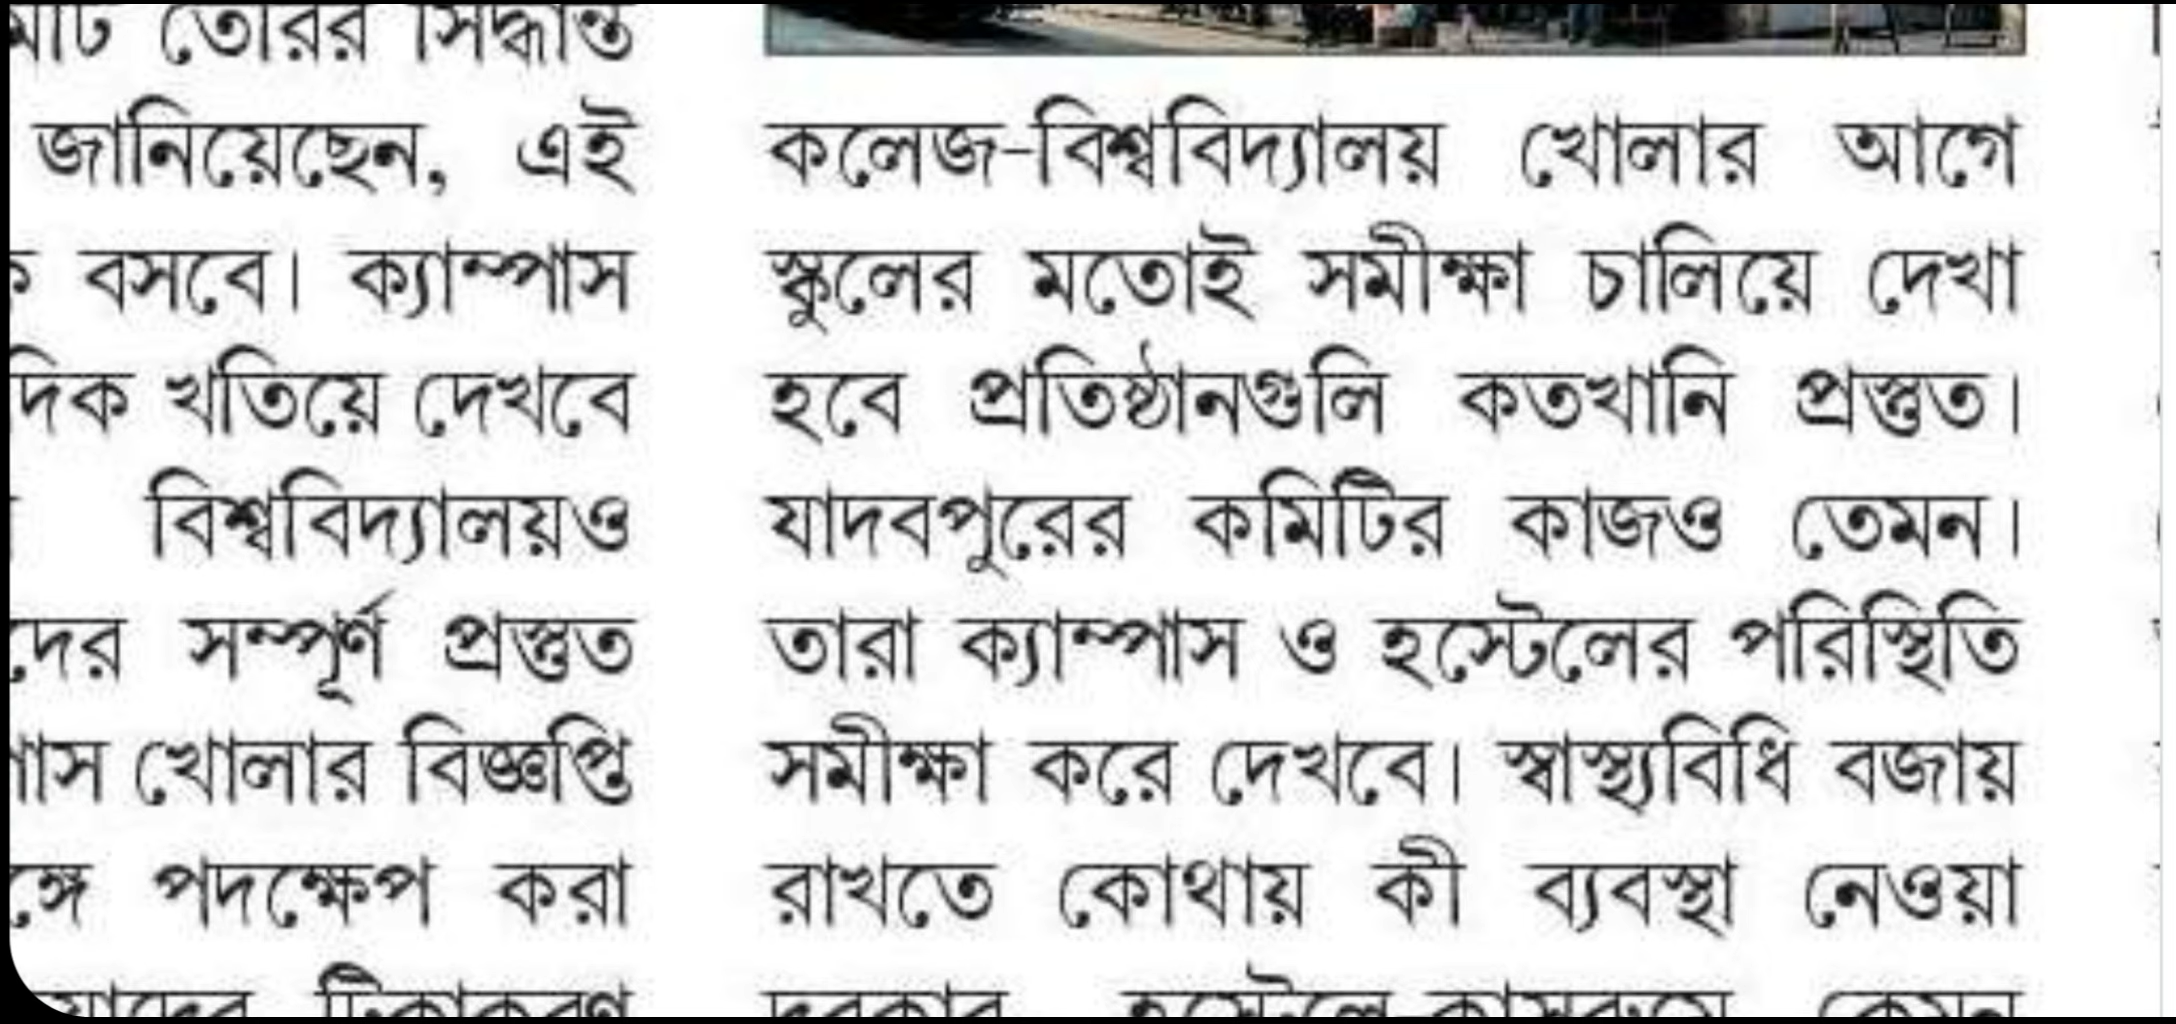 জানিয়েছেন, এই
বসবে। ক্যাম্পাস
দিক খতিয়ে দেখবে
বিশ্ববিদ্যালয়ও
সম্পূর্ণ প্রস্তুত
খোলার বিজ্ঞপ্তি
পদক্ষেপ করা
কলেজ-বিশ্ববিদ্যালয় খোলার আগে
স্কুলের মতোই সমীক্ষা চালিয়ে দেখা
হবে প্রতিষ্ঠানগুলি কতখানি প্রস্তুত।
যাদবপুরের কমিটির কাজও তেমন।
তারা ক্যাম্পাস ও হস্টেলের পরিস্থিতি
সমীক্ষা করে দেখবে। স্বাস্থ্যবিধি বজায়
রাখতে কোথায় কী ব্যবস্থা নেওয়া